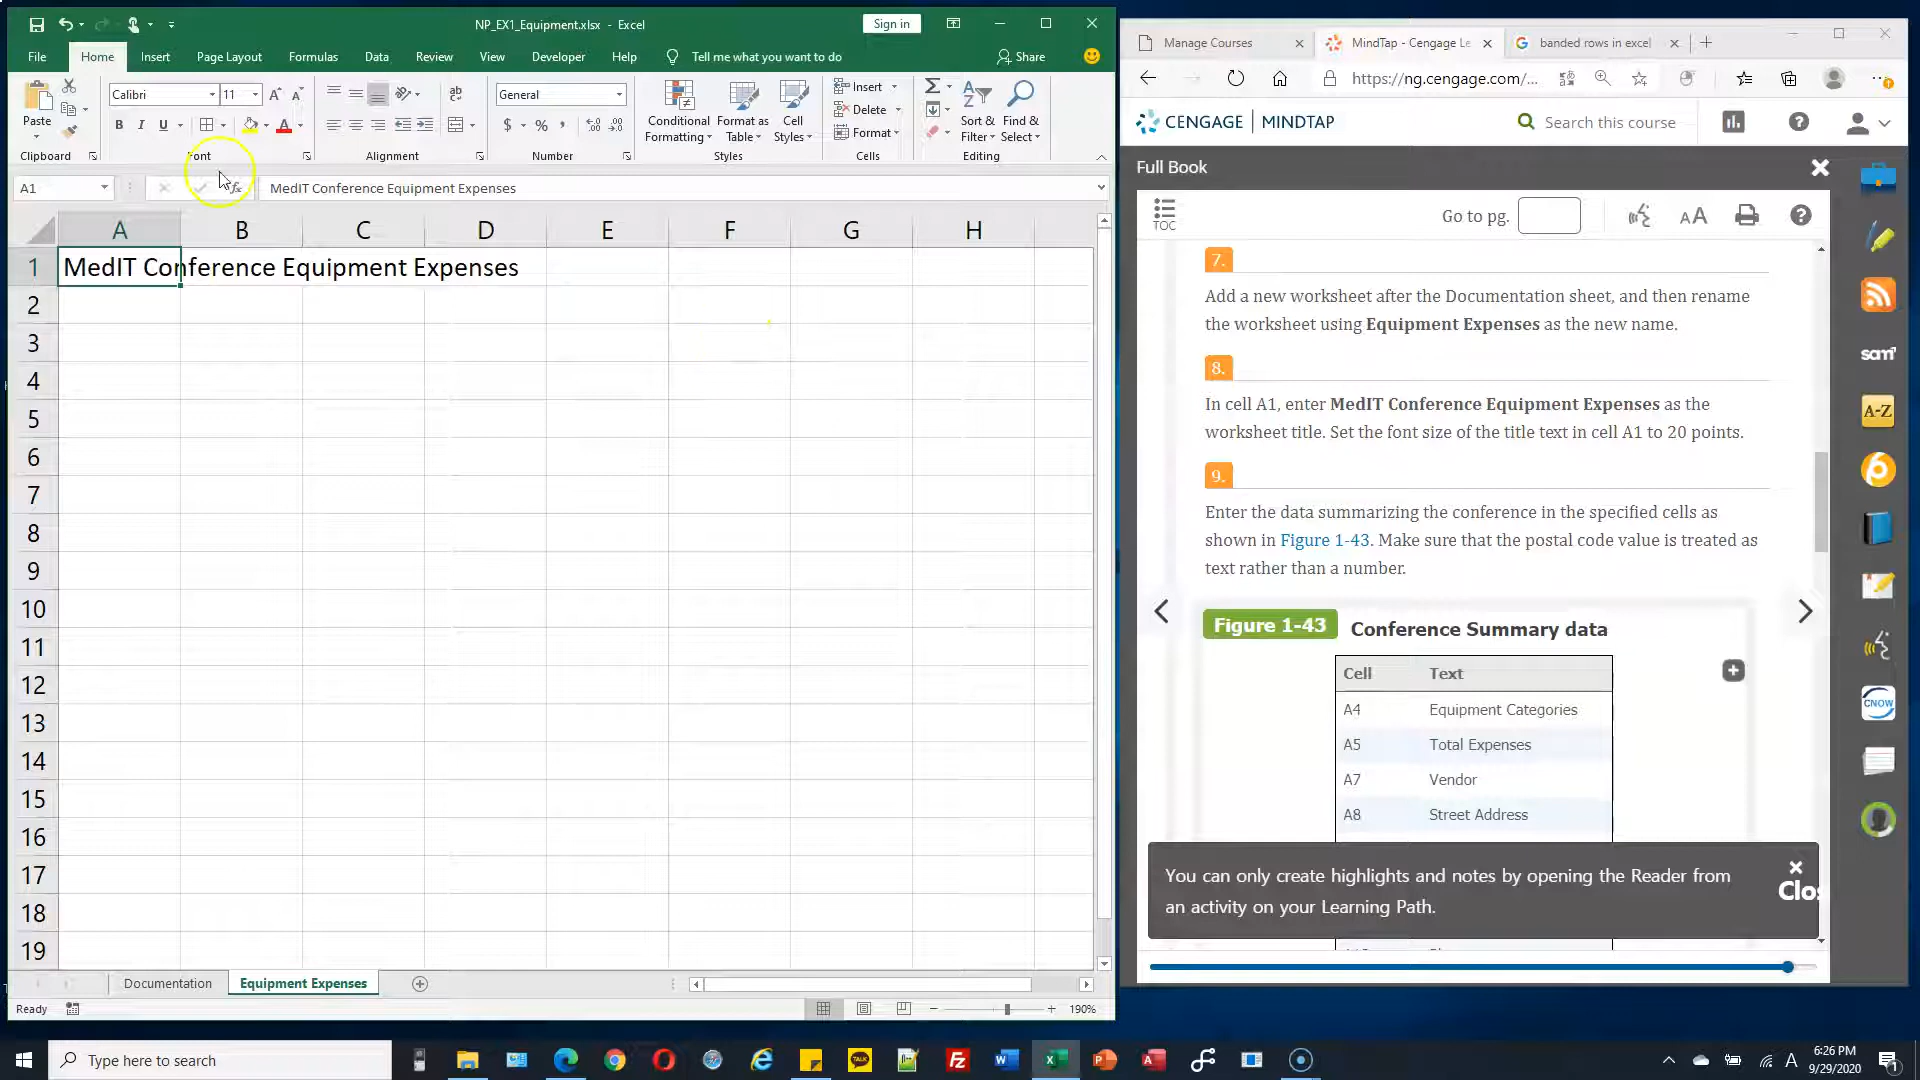 NP_EX1_Equipment.xlsx - Excel
Sign in
File Home Insert Page Layout Formulas Data Review View Developer Help Tell me what you want to do Share
Paste
Calibri 11
B I U
General
$ % ,
Conditional Formatting
Format as Table
Cell Styles
Insert
Delete
Format
Sort & Filter
Find & Select
Clipboard Font Alignment Number Styles Cells Editing
A1 fx MedIT Conference Equipment Expenses
A B C D E F G H
1 MedIT Conference Equipment Expenses
2
3
4
5
6
7
8
9
10
11
12
13
14
15
16
17
18
19
Documentation Equipment Expenses
Ready 190%
Manage Courses MindTap - Cengage Le banded rows in excel
https://ng.cengage.com/...
CENGAGE | MINDTAP Search this course
Full Book
TOC Go to pg. AA
7.
Add a new worksheet after the Documentation sheet, and then rename
the worksheet using Equipment Expenses as the new name.
8.
In cell A1, enter MedIT Conference Equipment Expenses as the
worksheet title. Set the font size of the title text in cell A1 to 20 points.
9.
Enter the data summarizing the conference in the specified cells as
shown in Figure 1-43. Make sure that the postal code value is treated as
text rather than a number.
Figure 1-43 Conference Summary data
Cell Text
A4 Equipment Categories
A5 Total Expenses
A7 Vendor
A8 Street Address
You can only create highlights and notes by opening the Reader from
an activity on your Learning Path.
Clos
sam
A-Z
CNOW
Type here to search
TALK
A
6:26 PM
9/29/2020
1